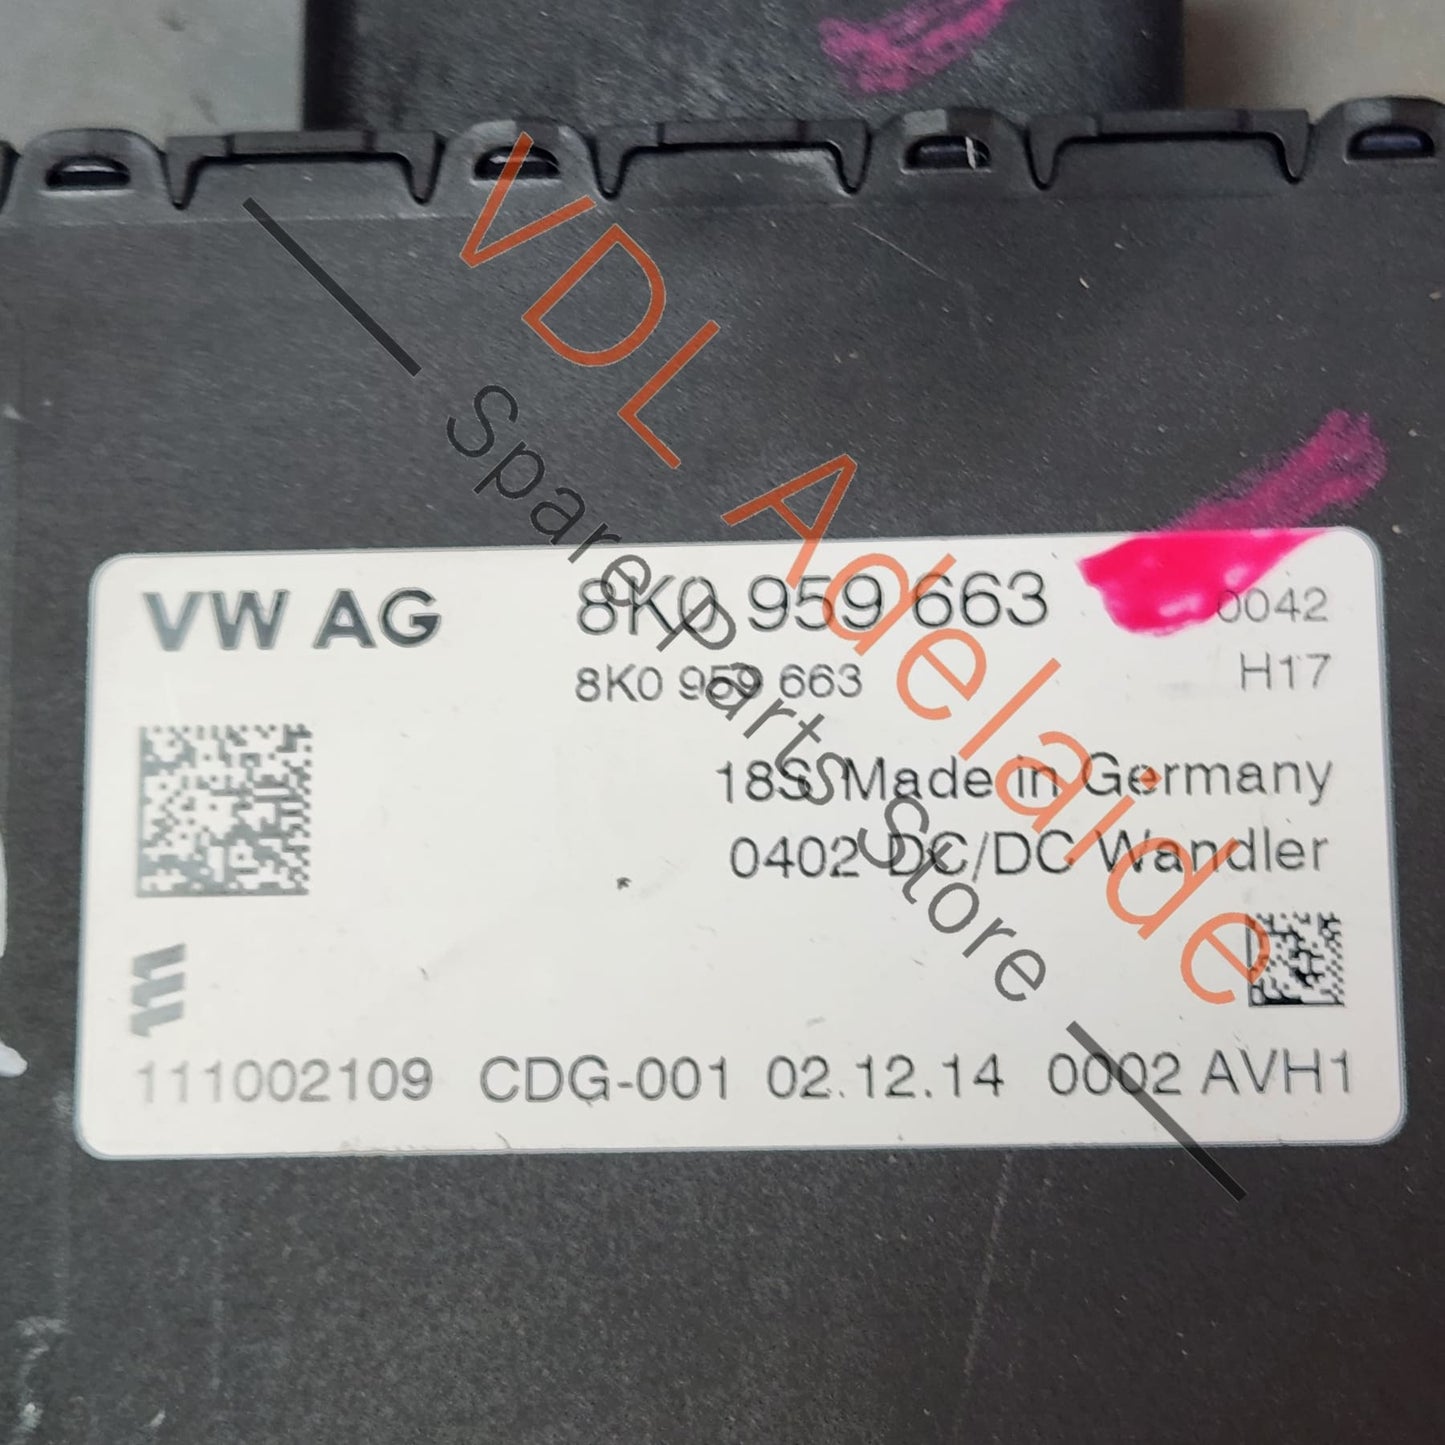 VW AG 8K0 959 663 0042
8K0 959 663 H17
18S Made in Germany
0402 DC/DC Wandler
111002109 CDG-001 02.12.14 0002 AVH1
VDL Adelaide
Spare Parts Store